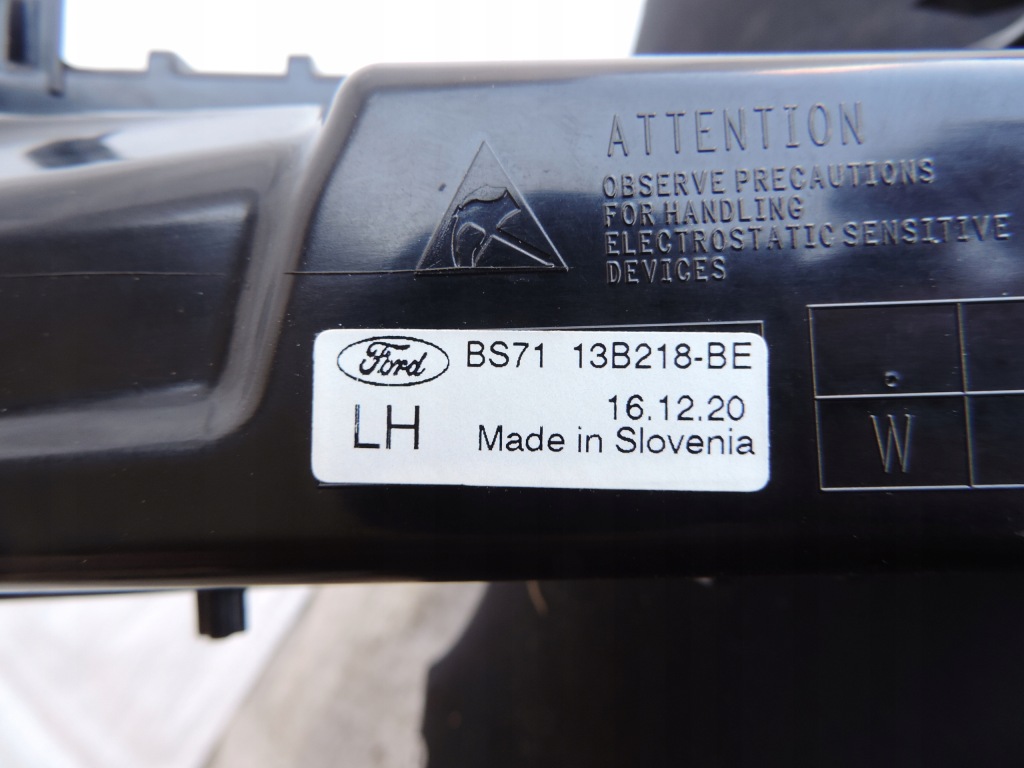 ATTENTION
OBSERVE PRECAUTIONS
FOR HANDLING
ELECTROSTATIC SENSITIVE
DEVICES
Ford BS71 13B218-BE
LH 16.12.20
Made in Slovenia
W